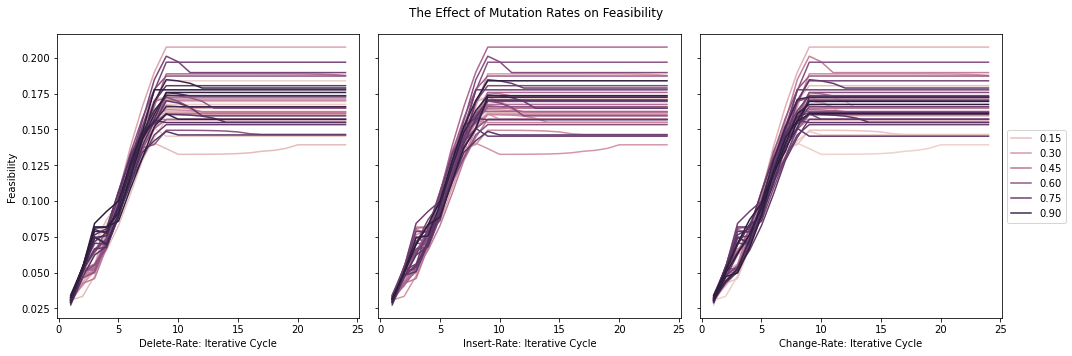 The Effect of Mutation Rates on Feasibility
Feasibility
0.200
0.175
0.150
0.125
0.100
0.075
0.050
0.025
0 5 10 15 20 25
0 5 10 15 20 25
0 5 10 15 20 25
Delete-Rate: Iterative Cycle
Insert-Rate: Iterative Cycle
Change-Rate: Iterative Cycle
0.15
0.30
0.45
0.60
0.75
0.90